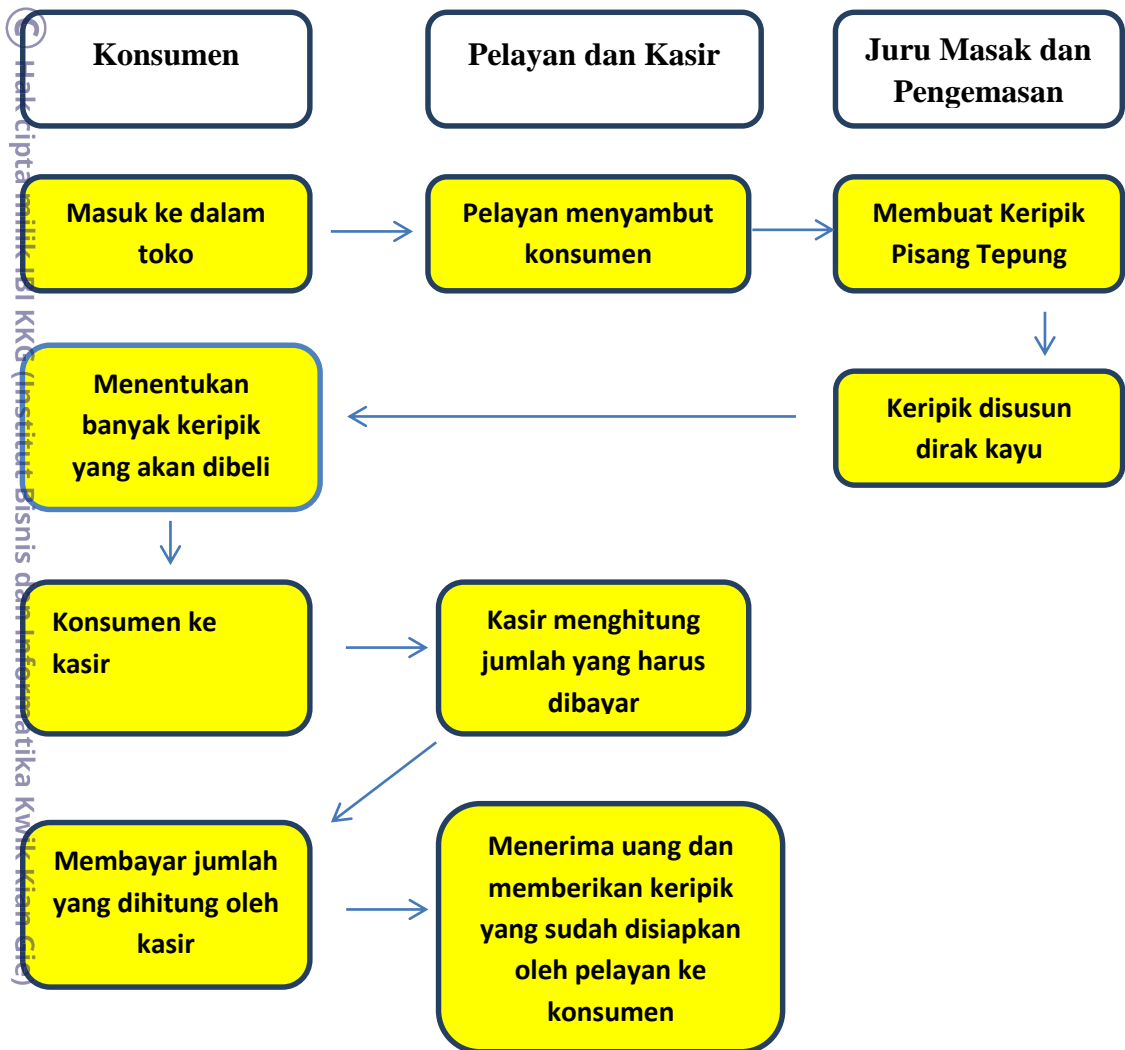 Konsumen
Pelayan dan Kasir
Juru Masak dan
Pengemasan
Masuk ke dalam
toko
Pelayan menyambut
konsumen
Membuat Keripik
Pisang Tepung
Keripik disusun
dirak kayu
Menentukan
banyak keripik
yang akan dibeli
Konsumen ke
kasir
Kasir menghitung
jumlah yang harus
dibayar
Membayar jumlah
yang dihitung oleh
kasir
Menerima uang dan
memberikan keripik
yang sudah disiapkan
oleh pelayan ke
konsumen
© Hak cipta milik IBI KKG (Institut Bisnis dan Informatika Kwik Kian Gie)